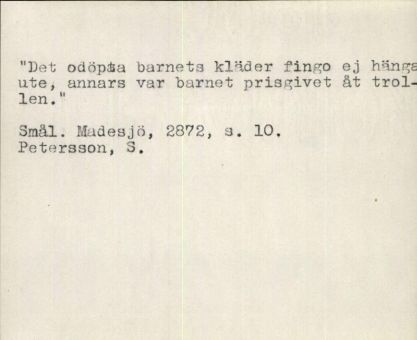 "Det odöpta barnets kläder fingo ej hänga
ute, annars var barnet prisgivet åt trol-
len."
Smål. Madesjö, 2872, s. 10.
Petersson, S.